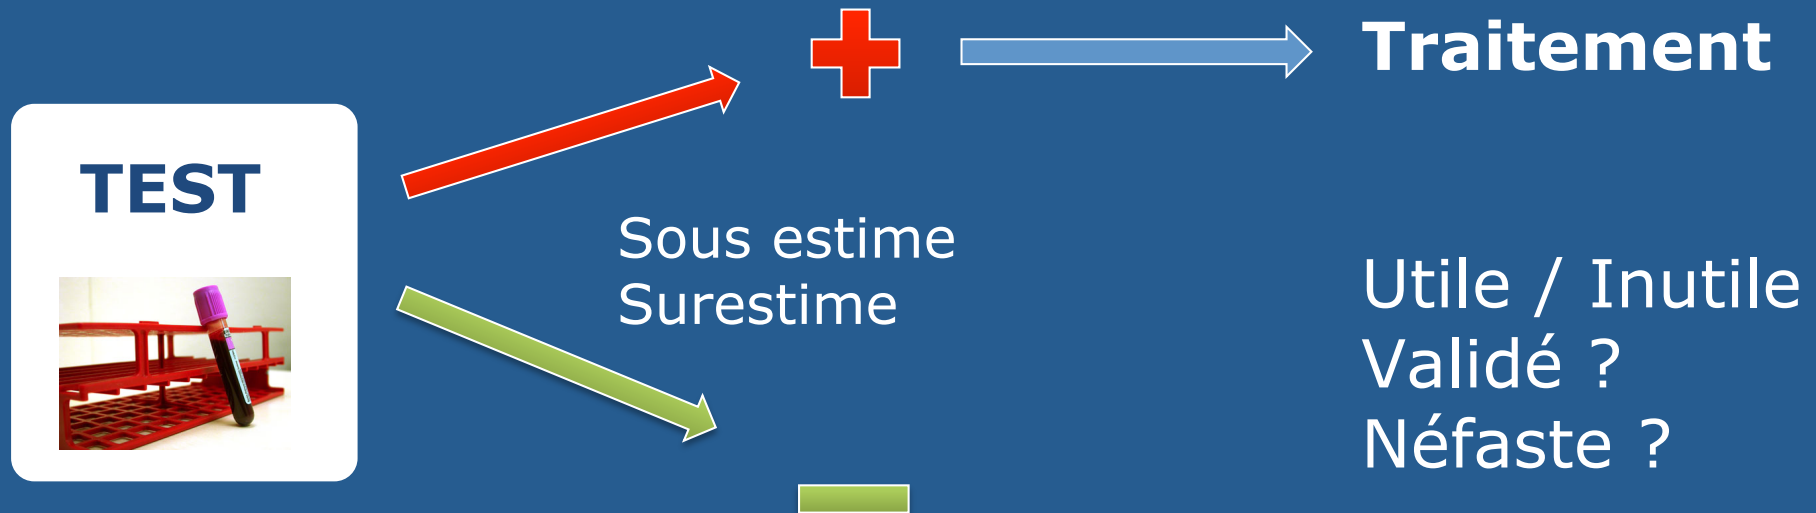 Traitement
TEST
Sous estime
Surestime
Utile / Inutile
Validé ?
Néfaste ?